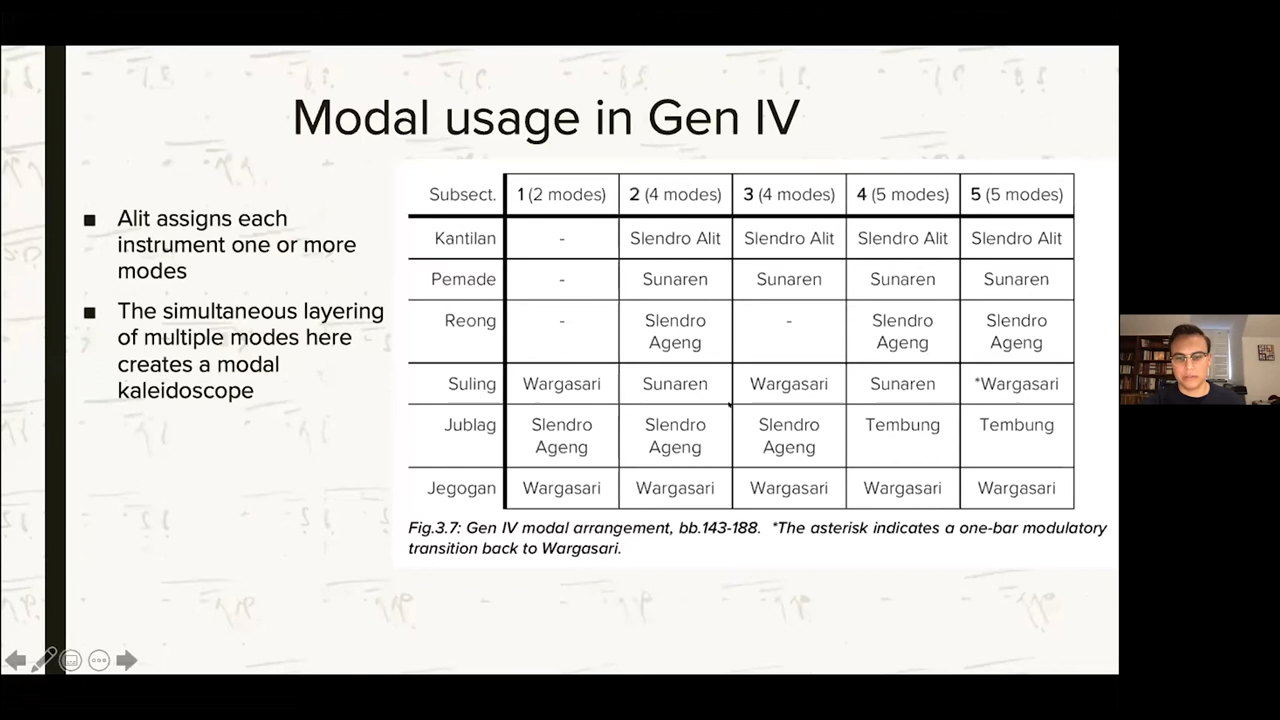 Modal usage in Gen IV
■ Alit assigns each
instrument one or more
modes
■ The simultaneous layering
of multiple modes here
creates a modal
kaleidoscope
Subsect. 1 (2 modes) 2 (4 modes) 3 (4 modes) 4 (5 modes) 5 (5 modes)
Kantilan - Slendro Alit Slendro Alit Slendro Alit Slendro Alit
Pemade - Sunaren Sunaren Sunaren Sunaren
Reong - Slendro Ageng - Slendro Ageng Slendro Ageng
Suling Wargasari Sunaren Wargasari Sunaren *Wargasari
Jublag Slendro Ageng Slendro Ageng Slendro Ageng Tembung Tembung
Jegogan Wargasari Wargasari Wargasari Wargasari Wargasari
Fig.3.7: Gen IV modal arrangement, bb.143-188. *The asterisk indicates a one-bar modulatory
transition back to Wargasari.